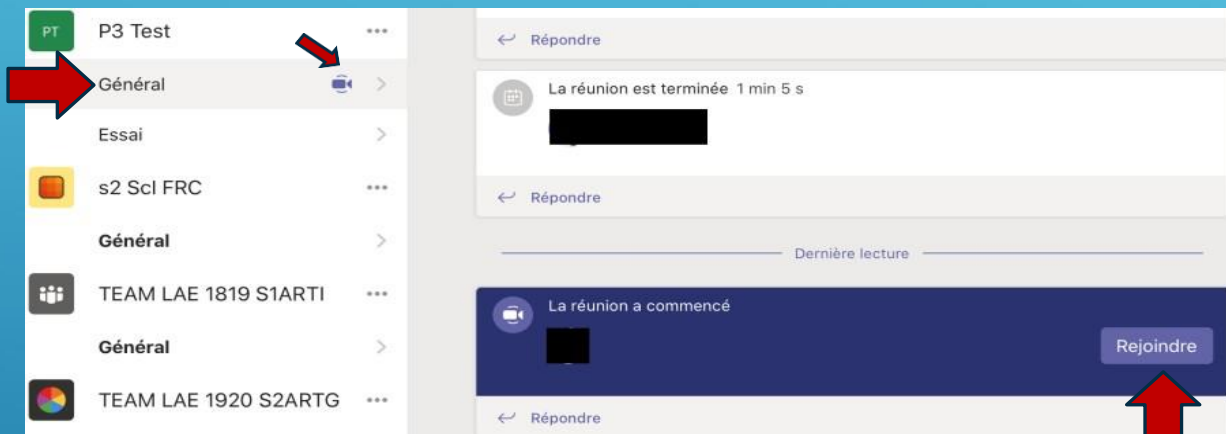 PT
P3 Test
Général
Essai
s2 Scl FRC
Général
TEAM LAE 1819 S1ARTI
Général
TEAM LAE 1920 S2ARTG
Répondre
La réunion est terminée 1 min 5 s
Répondre
Dernière lecture
La réunion a commencé
Rejoindre
Répondre